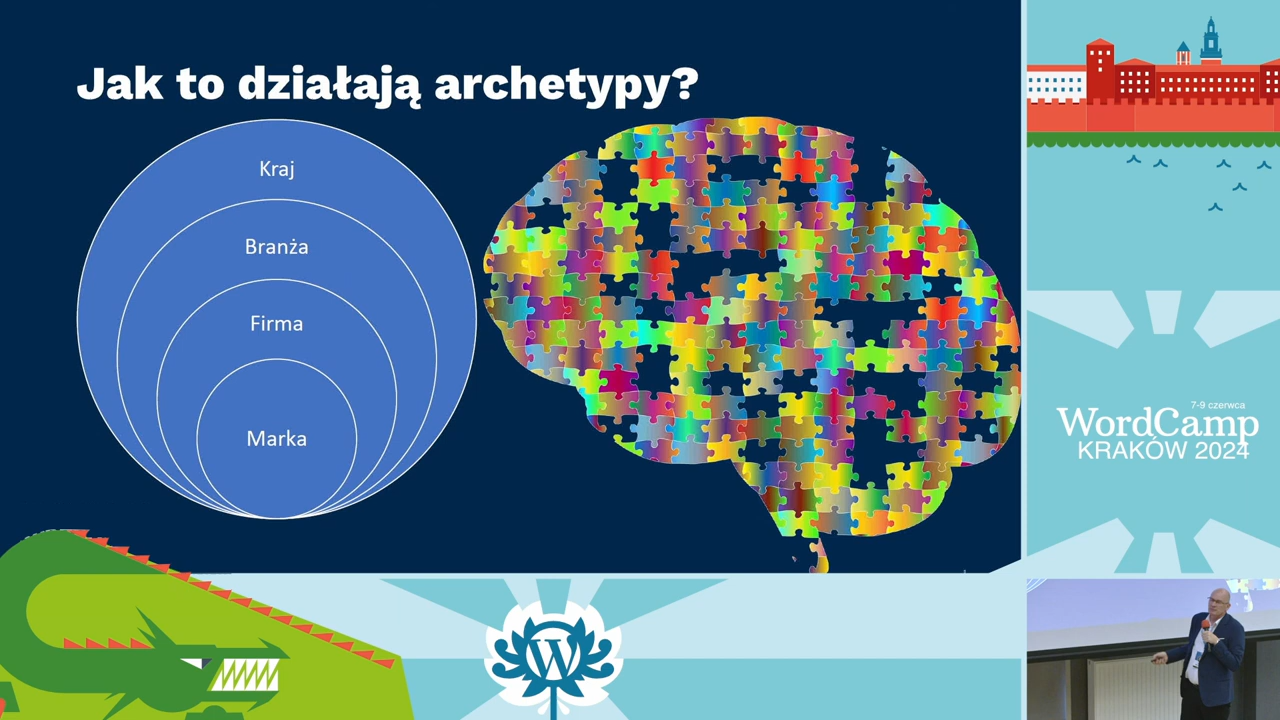 Jak to działają archetypy?
Kraj
Branża
Firma
Marka
7-9 czerwca
WordCamp
KRAKÓW 2024
W